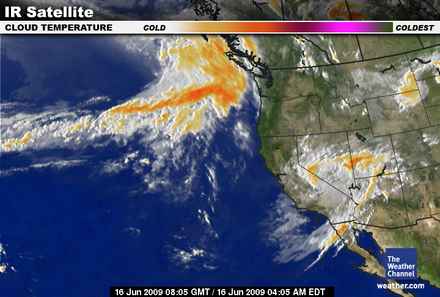 IR Satellite
CLOUD TEMPERATURE COLD COLDEST
The
Weather
Channel
weather.com
16 Jun 2009 08:05 GMT / 16 Jun 2009 04:05 AM EDT